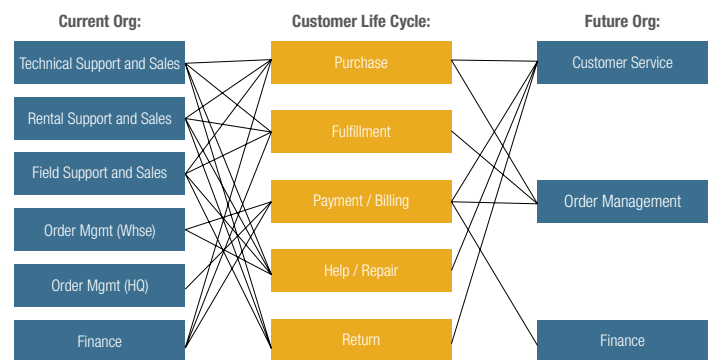 Current Org:
Customer Life Cycle:
Future Org:
Technical Support and Sales
Purchase
Customer Service
Rental Support and Sales
Fulfillment
Field Support and Sales
Payment / Billing
Order Management
Order Mgmt (Whse)
Order Mgmt (HQ)
Help / Repair
Finance
Return
Finance